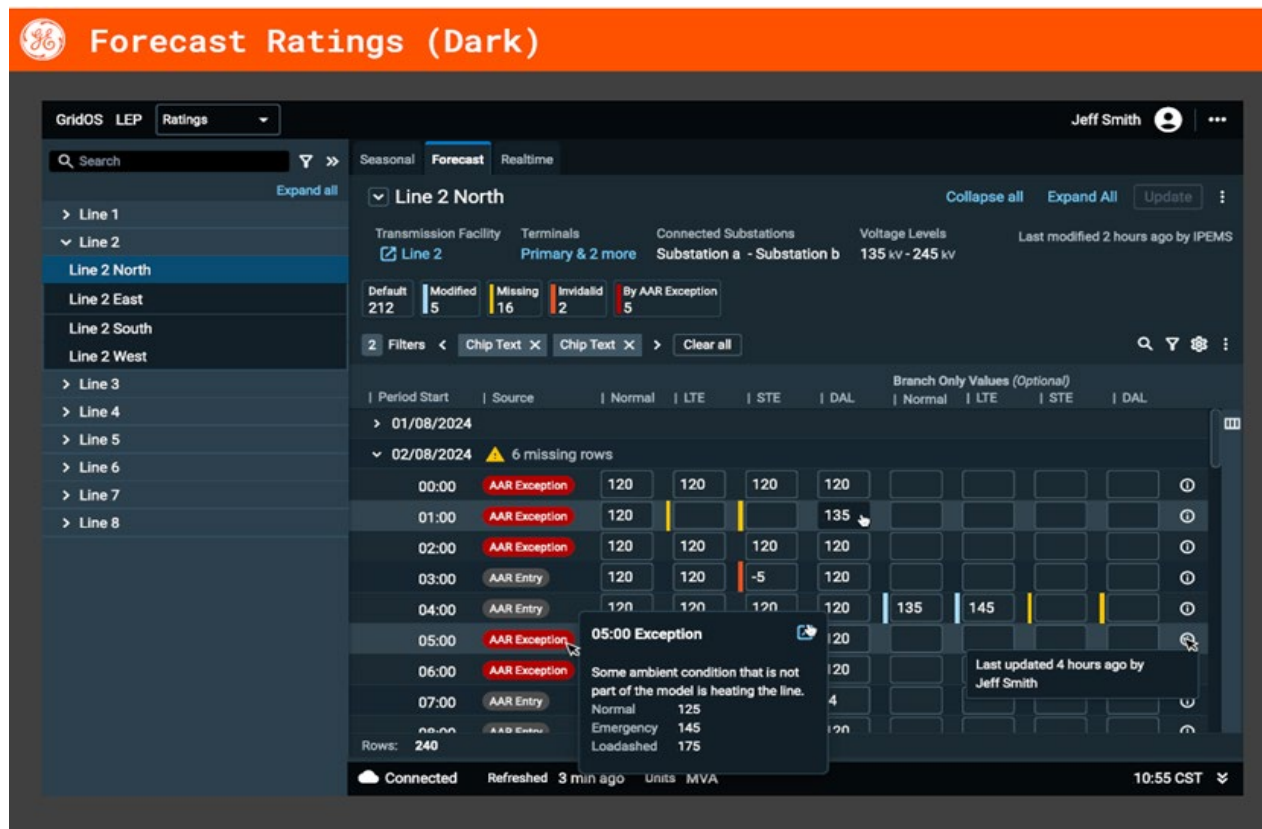 Forecast Ratings (Dark)
GridOS LEP Ratings
Jeff Smith
Search
Expand all
> Line 1
Line 2
Line 2 North
Line 2 East
Line 2 South
Line 2 West
> Line 3
> Line 4
> Line 5
> Line 6
> Line 7
> Line 8
Seasonal Forecast Realtime
Line 2 North
Collapse all Expand All Update
Transmission Facility Terminals Connected Substations Voltage Levels
Line 2 Primary & 2 more Substation a - Substation b 135 kV - 245 kV
Last modified 2 hours ago by IPEMS
Default Modified Missing Invidalid By AAR Exception
212 5 16 2 5
2 Filters < Chip Text X Chip Text X > Clear all
Branch Only Values (Optional)
| Period Start | Source | Normal | LTE | STE | DAL | Normal | LTE | STE | DAL
> 01/08/2024
02/08/2024 6 missing rows
00:00 AAR Exception 120 120 120 120
01:00 AAR Exception 120 135
02:00 AAR Exception 120 120 120 120
03:00 AAR Entry 120 120 -5 120
04:00 AAR Entry 120 120 120 120 135 145
05:00 AAR Exception 120
06:00 AAR Exception 120
07:00 AAR Entry 4
08:00 AAR Entry 120
05:00 Exception
Some ambient condition that is not
part of the model is heating the line.
Normal 125
Emergency 145
Loadashed 175
Last updated 4 hours ago by
Jeff Smith
Rows: 240
Connected Refreshed 3 min ago Units MVA
10:55 CST